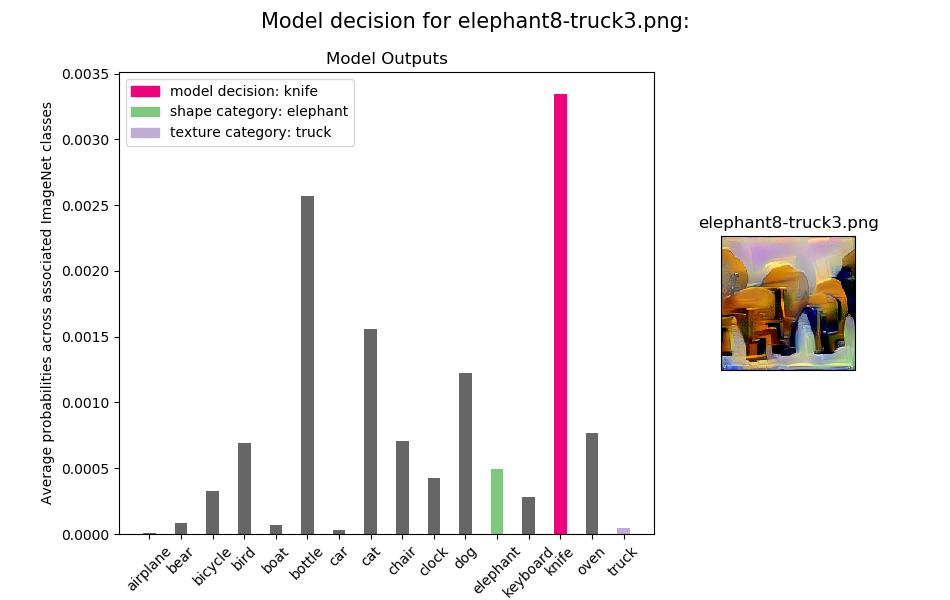 Model decision for elephant8-truck3.png:
Model Outputs
0.0035
0.0030
0.0025
0.0020
0.0015
0.0010
0.0005
0.0000
Average probabilities across associated ImageNet classes
model decision: knife
shape category: elephant
texture category: truck
airplane
bear
bicycle
bird
boat
bottle
car
cat
chair
clock
dog
elephant
keyboard
knife
oven
truck
elephant8-truck3.png